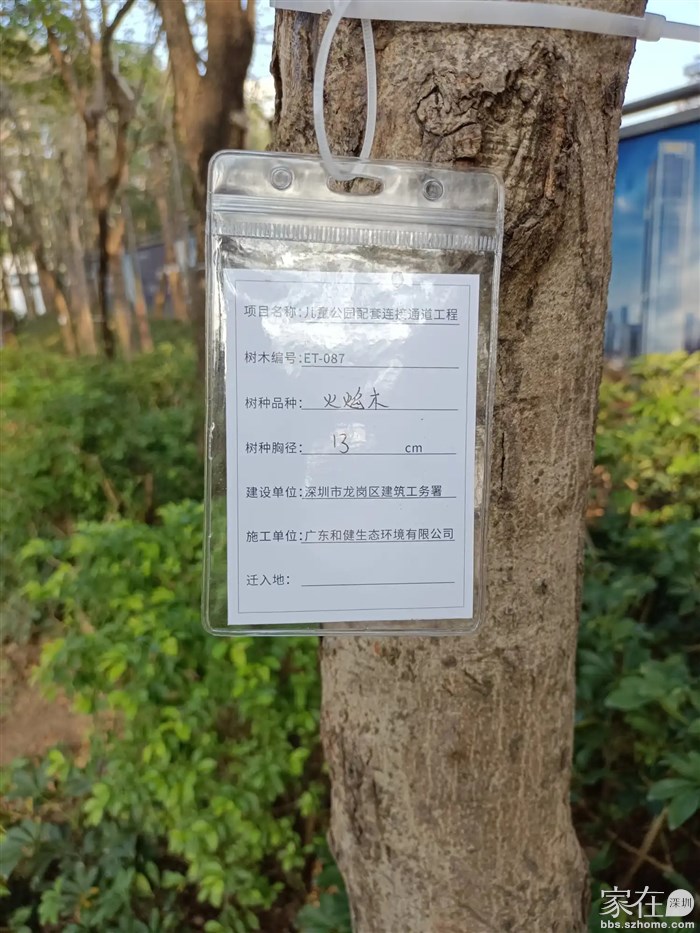 项目名称:儿童公园配套连接通道工程
树木编号:ET-087
树种品种:火焰木
树种胸径:13 cm
建设单位:深圳市龙岗区建筑工务署
施工单位:广东和健生态环境有限公司
迁入地:
家在深圳
bbs.szhome.com